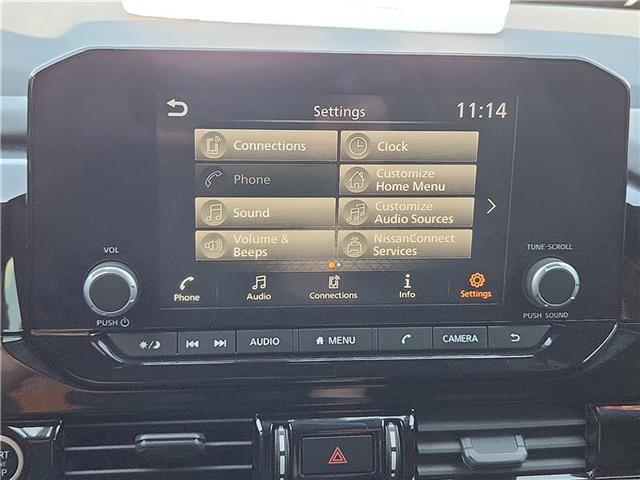 Settings 11:14
Connections Clock
Phone Customize
Home Menu
Sound Customize
Audio Sources
Volume & NissanConnect
Beeps Services
VOL TUNE·SCROLL
Phone Audio Connections Info Settings
PUSH PUSH SOUND
AUDIO MENU CAMERA